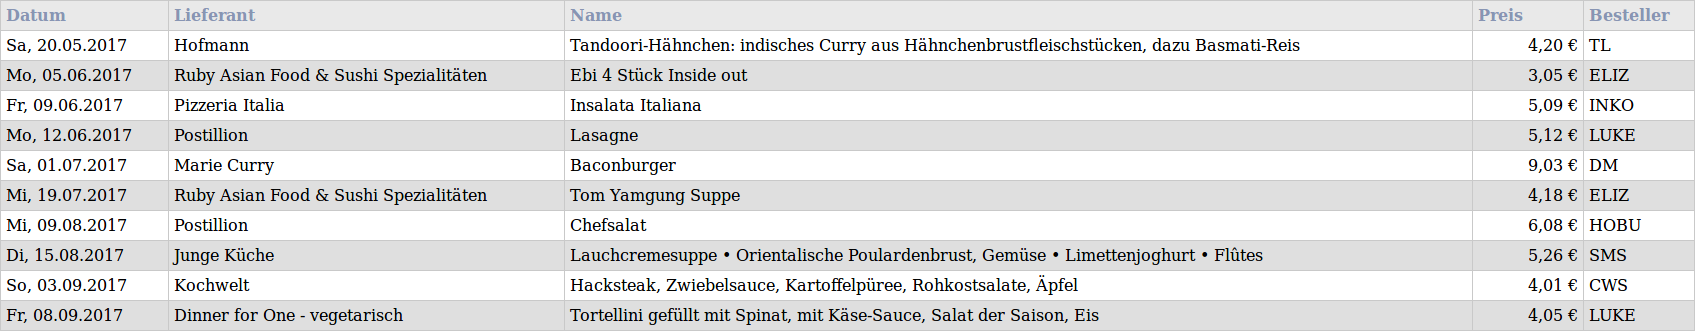 Datum Lieferant Name Preis Besteller
Sa, 20.05.2017 Hofmann Tandoori-Hähnchen: indisches Curry aus Hähnchenbrustfleischstücken, dazu Basmati-Reis 4,20 € TL
Mo, 05.06.2017 Ruby Asian Food & Sushi Spezialitäten Ebi 4 Stück Inside out 3,05 € ELIZ
Fr, 09.06.2017 Pizzeria Italia Insalata Italiana 5,09 € INKO
Mo, 12.06.2017 Postillion Lasagne 5,12 € LUKE
Sa, 01.07.2017 Marie Curry Baconburger 9,03 € DM
Mi, 19.07.2017 Ruby Asian Food & Sushi Spezialitäten Tom Yamgung Suppe 4,18 € ELIZ
Mi, 09.08.2017 Postillion Chefsalat 6,08 € HOBU
Di, 15.08.2017 Junge Küche Lauchcremesuppe • Orientalische Poulardenbrust, Gemüse • Limettenjoghurt • Flûtes 5,26 € SMS
So, 03.09.2017 Kochwelt Hacksteak, Zwiebelsauce, Kartoffelpüree, Rohkostsalate, Äpfel 4,01 € CWS
Fr, 08.09.2017 Dinner for One - vegetarisch Tortellini gefüllt mit Spinat, mit Käse-Sauce, Salat der Saison, Eis 4,05 € LUKE